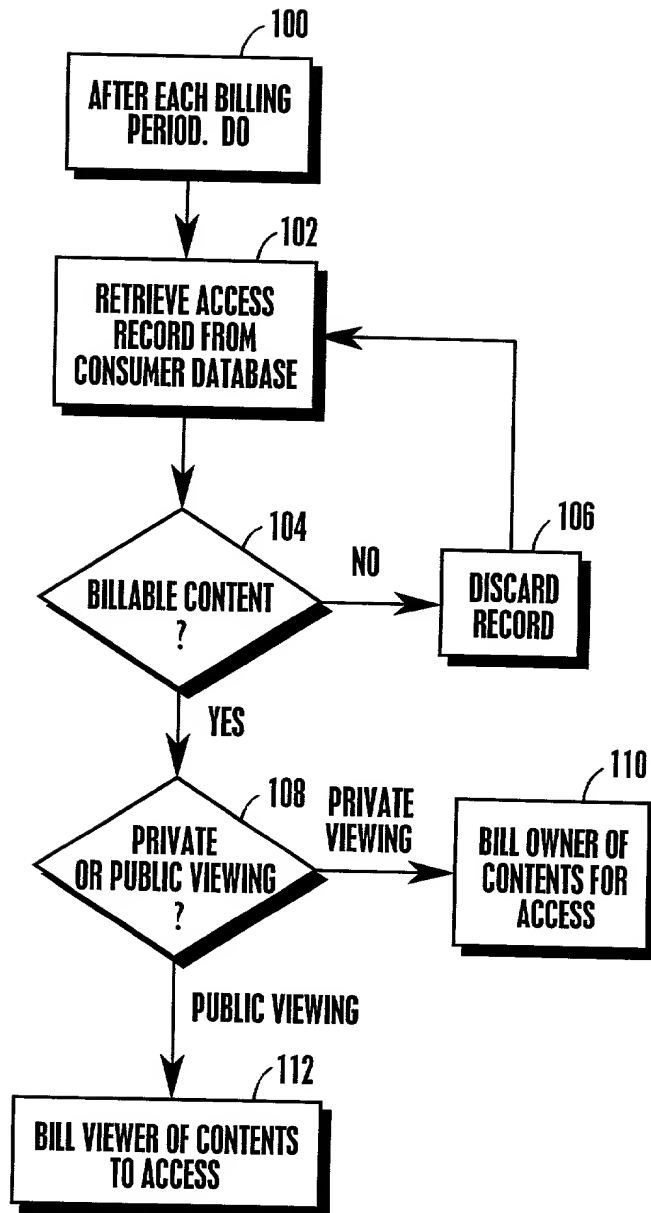 100
AFTER EACH BILLING
PERIOD. DO
102
RETRIEVE ACCESS
RECORD FROM
CONSUMER DATABASE
104
BILLABLE CONTENT
?
NO
106
DISCARD
RECORD
YES
108
PRIVATE
OR PUBLIC VIEWING
?
PRIVATE
VIEWING
110
BILL OWNER OF
CONTENTS FOR
ACCESS
PUBLIC VIEWING
112
BILL VIEWER OF CONTENTS
TO ACCESS